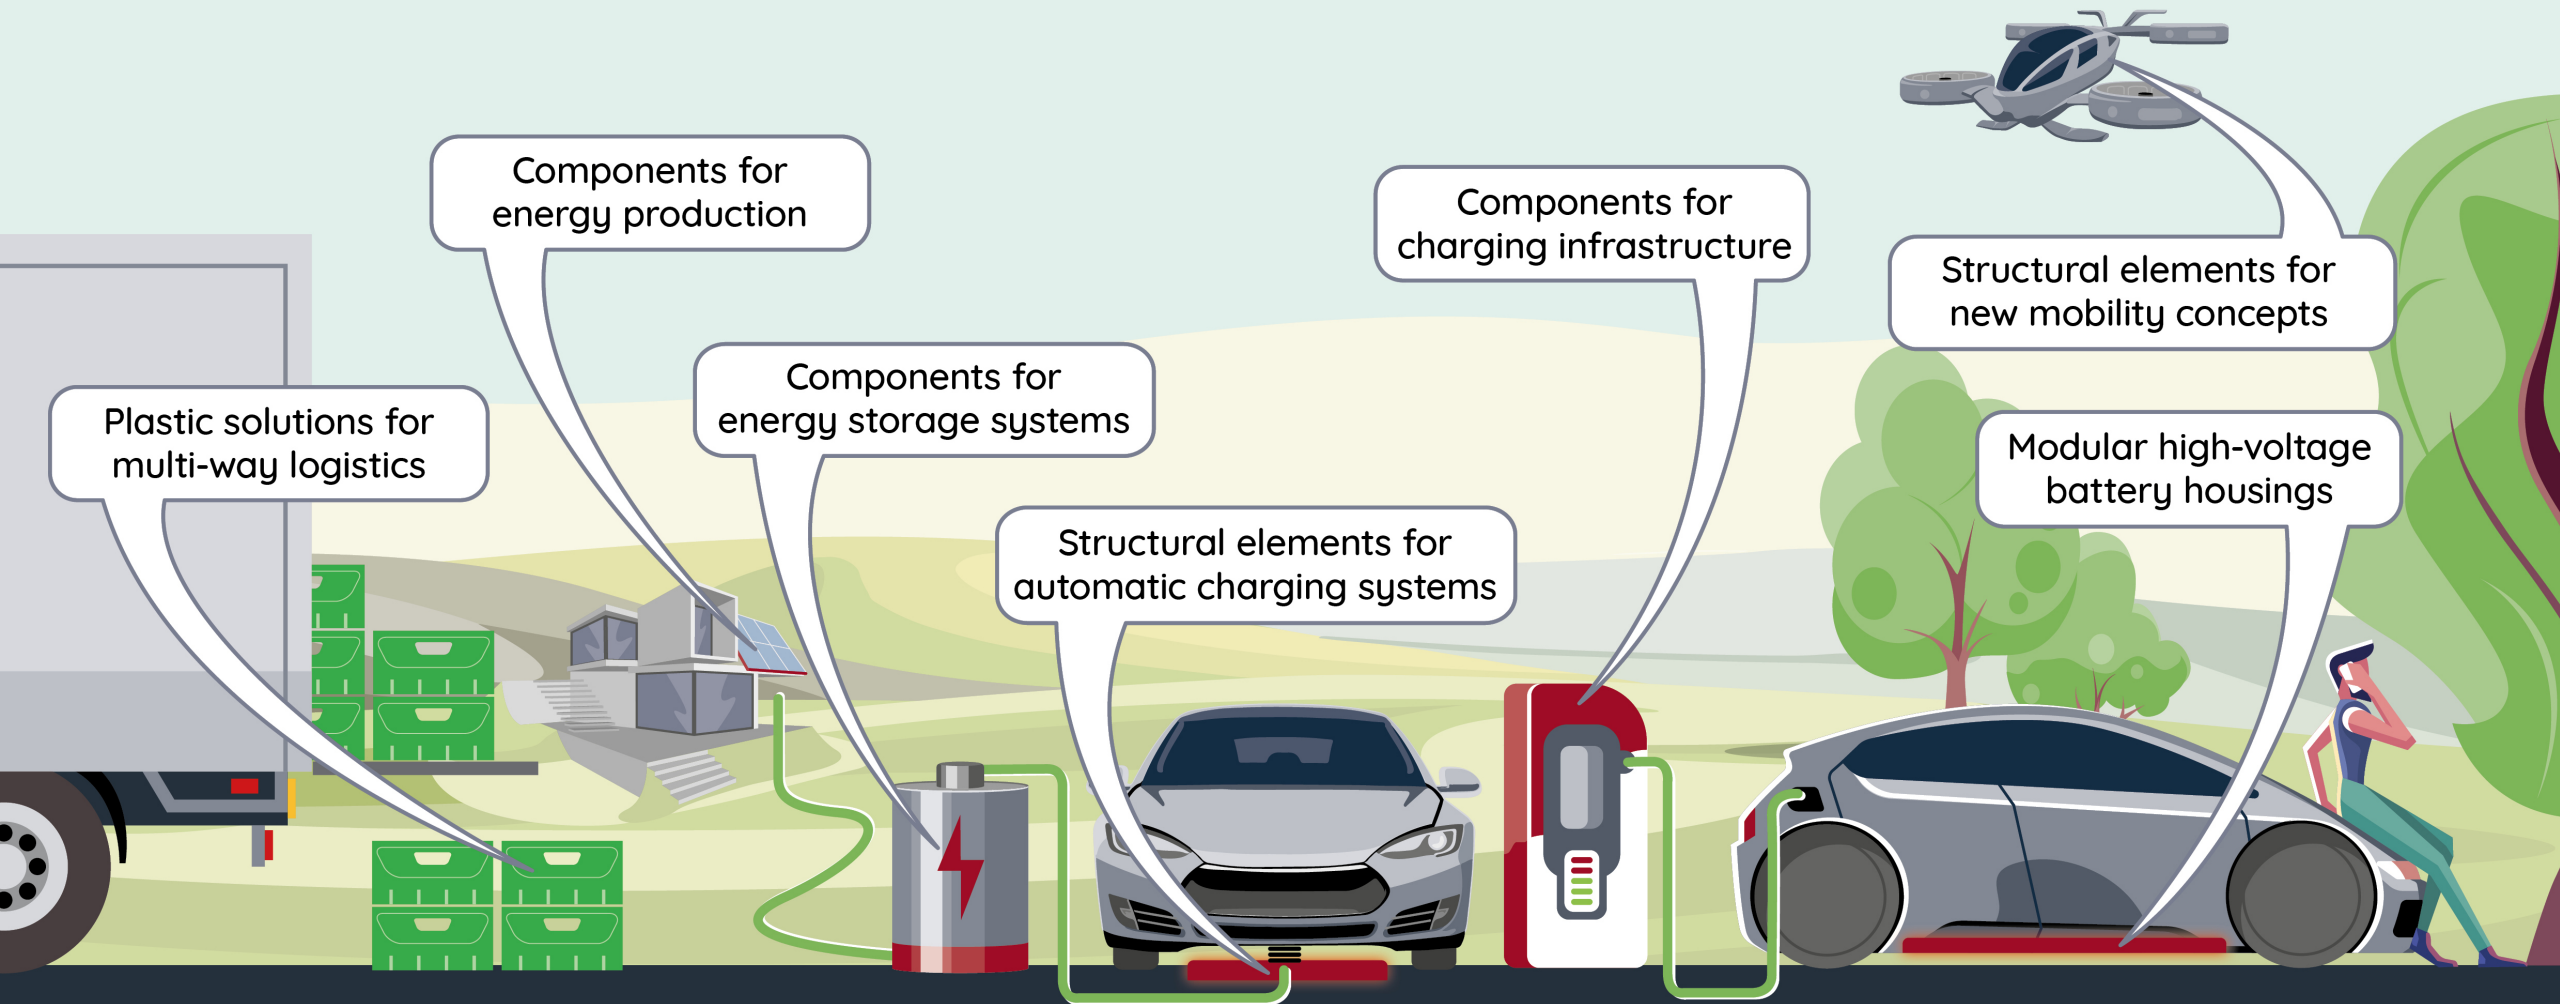 Components for
energy production
Components for
charging infrastructure
Structural elements for
new mobility concepts
Components for
energy storage systems
Plastic solutions for
multi-way logistics
Modular high-voltage
battery housings
Structural elements for
automatic charging systems